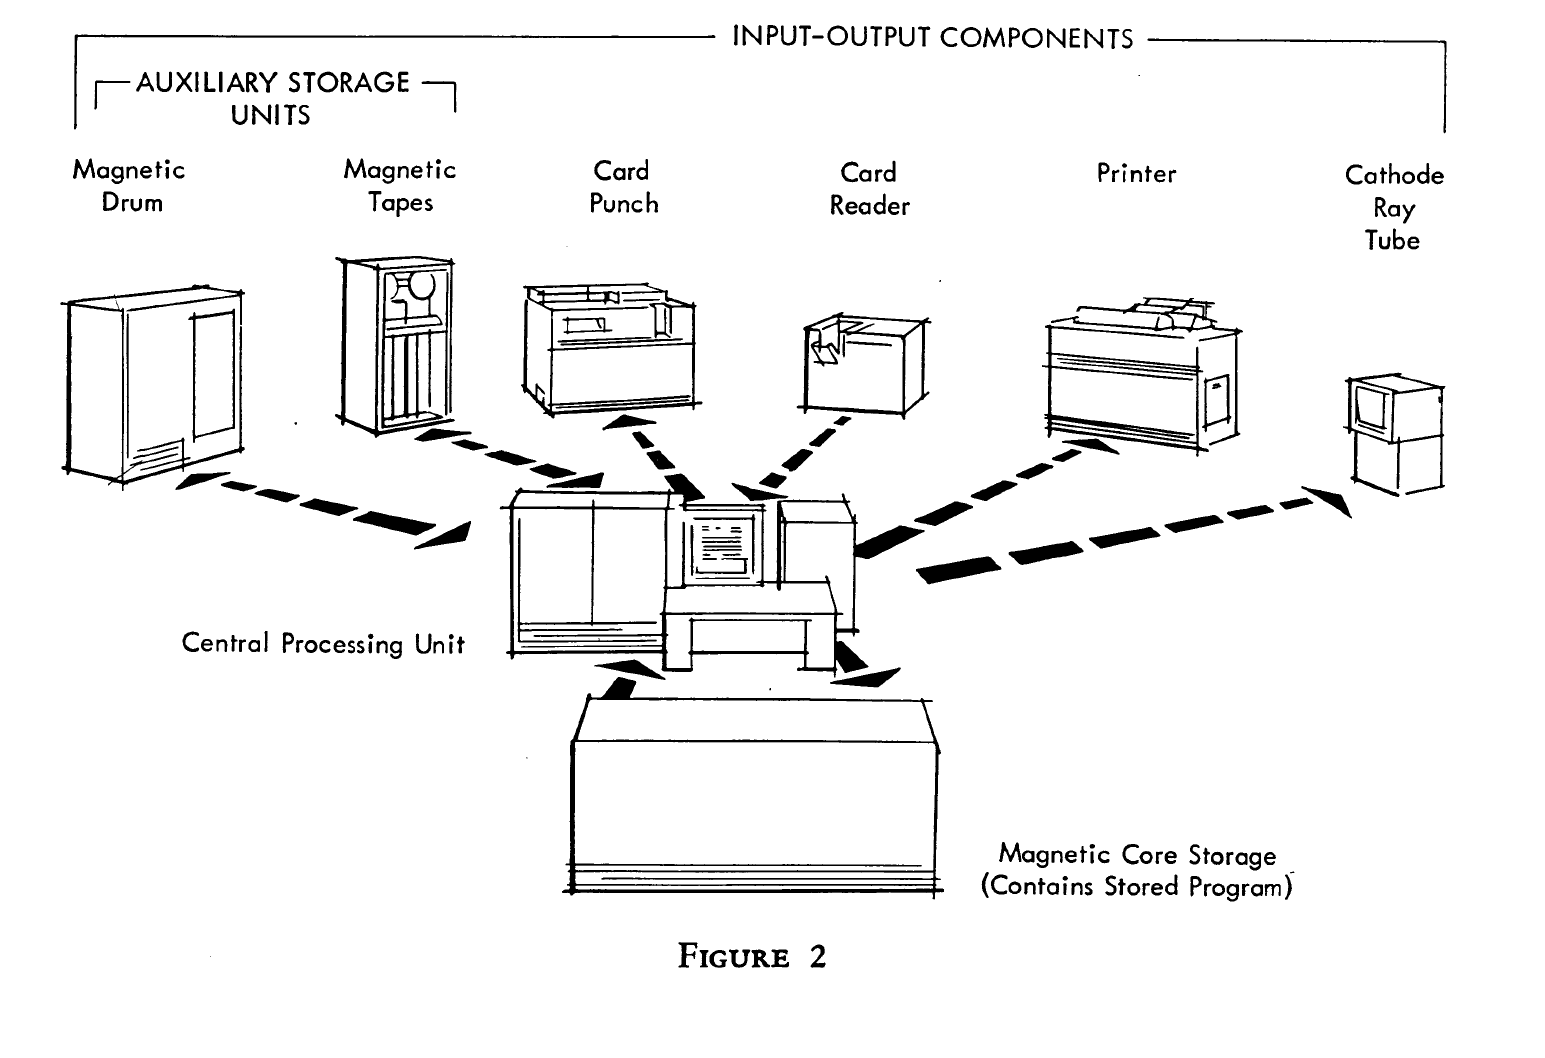 INPUT-OUTPUT COMPONENTS
AUXILIARY STORAGE
UNITS
Magnetic
Drum
Magnetic
Tapes
Card
Punch
Card
Reader
Printer
Cathode
Ray
Tube
Central Processing Unit
Magnetic Core Storage
(Contains Stored Program)
FIGURE 2